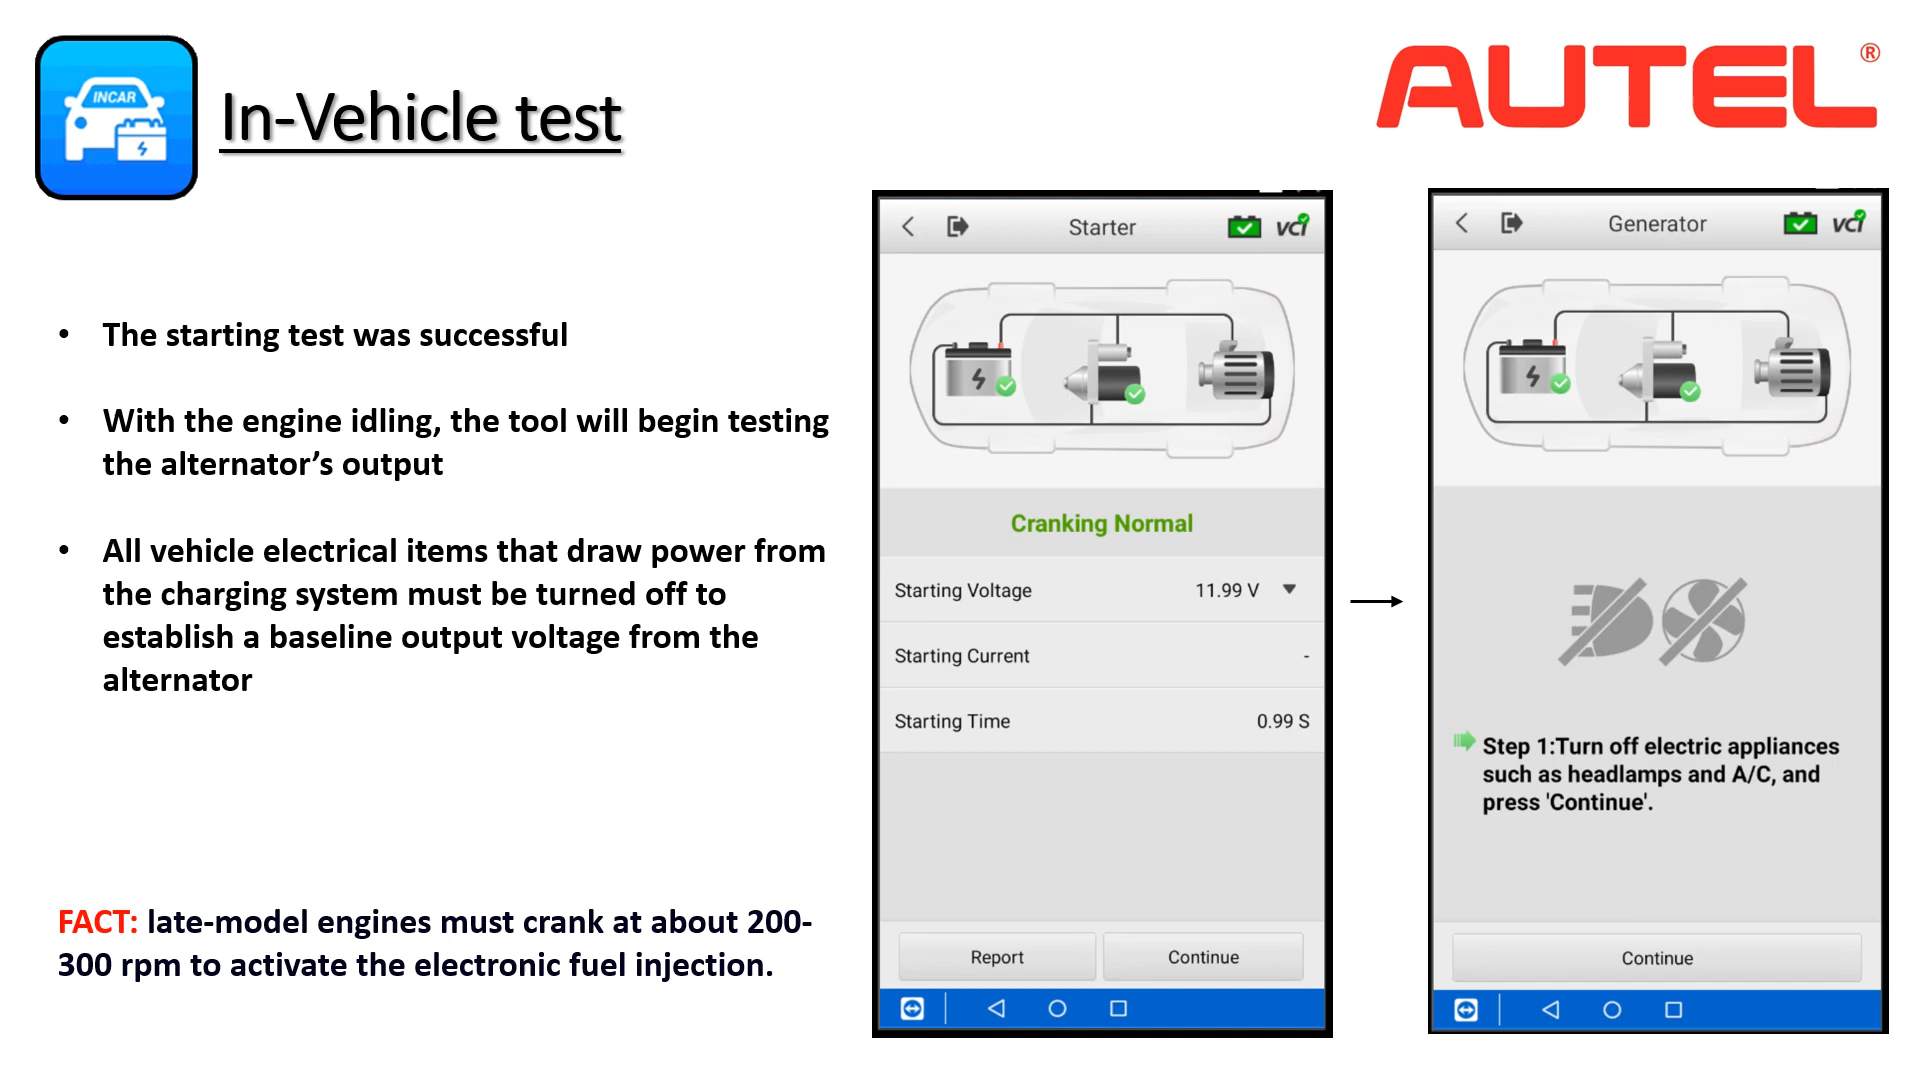 INCAR
In-Vehicle test
AUTEL®
• The starting test was successful
• With the engine idling, the tool will begin testing
the alternator’s output
• All vehicle electrical items that draw power from
the charging system must be turned off to
establish a baseline output voltage from the
alternator
FACT: late-model engines must crank at about 200-
300 rpm to activate the electronic fuel injection.
Starter
VCI
Cranking Normal
Starting Voltage 11.99 V
Starting Current -
Starting Time 0.99 S
Report Continue
Generator
VCI
Step 1:Turn off electric appliances
such as headlamps and A/C, and
press 'Continue'.
Continue